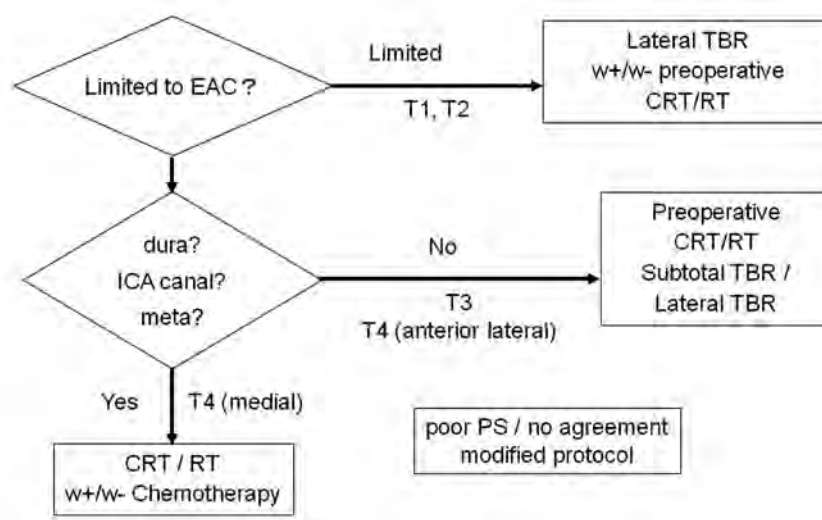 Limited to EAC?
Limited
T1, T2
Lateral TBR
w+/w- preoperative
CRT/RT
dura?
ICA canal?
meta?
No
T3
T4 (anterior lateral)
Preoperative
CRT/RT
Subtotal TBR /
Lateral TBR
Yes
T4 (medial)
CRT / RT
w+/w- Chemotherapy
poor PS / no agreement
modified protocol